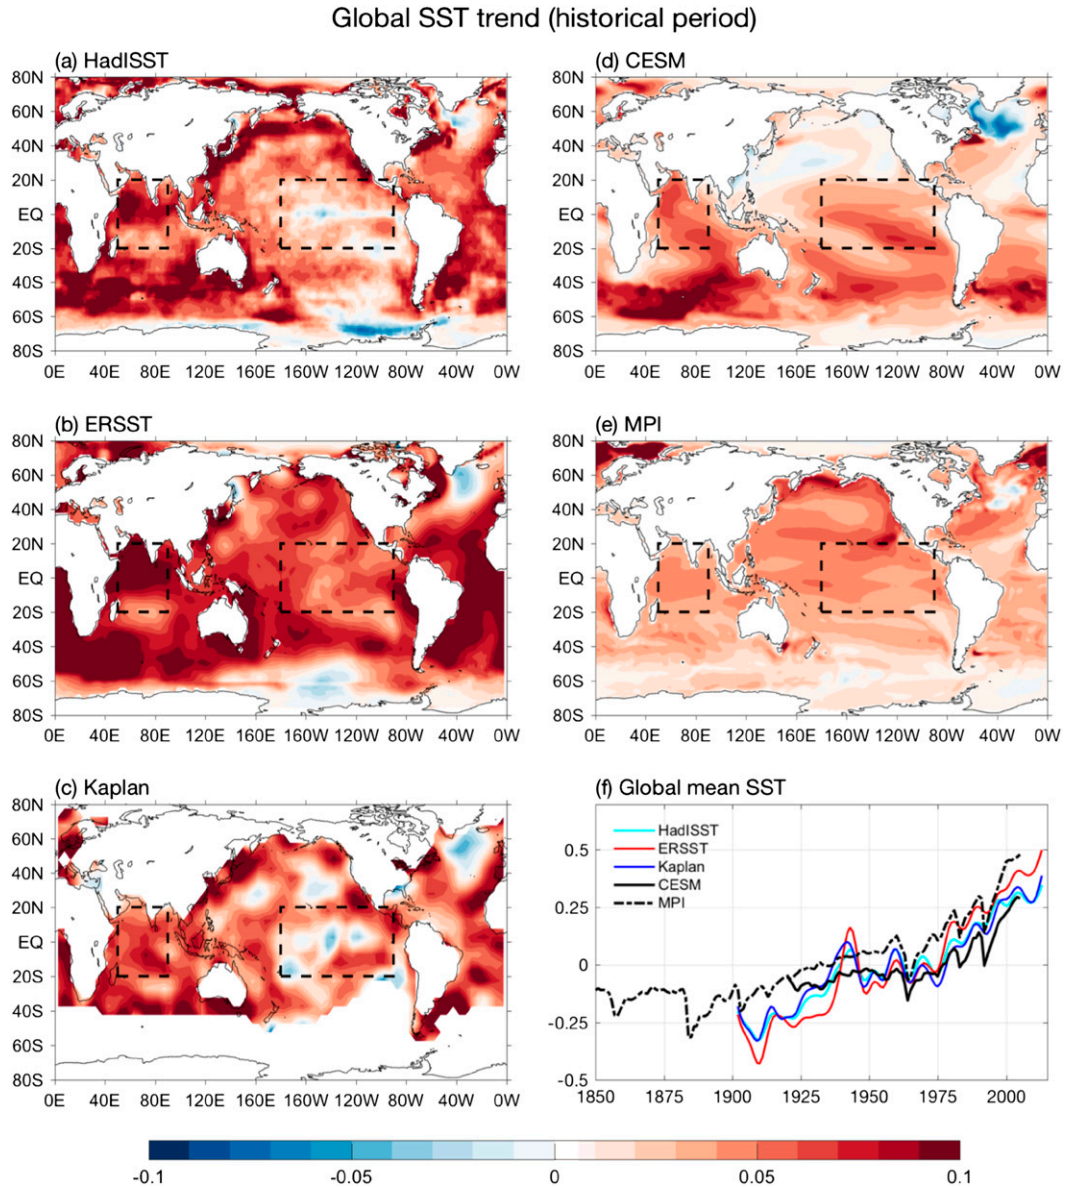 Global SST trend (historical period)
(a) HadISST
80N
60N
40N
20N
EQ
20S
40S
60S
80S
0E 40E 80E 120E 160W 120W 80W 40W 0W
(b) ERSST
80N
60N
40N
20N
EQ
20S
40S
60S
80S
0E 40E 80E 120E 160W 120W 80W 40W 0W
(c) Kaplan
80N
60N
40N
20N
EQ
20S
40S
60S
80S
0E 40E 80E 120E 160W 120W 80W 40W 0W
(d) CESM
80N
60N
40N
20N
EQ
20S
40S
60S
80S
0E 40E 80E 120E 160W 120W 80W 40W 0W
(e) MPI
80N
60N
40N
20N
EQ
20S
40S
60S
80S
0E 40E 80E 120E 160W 120W 80W 40W 0W
(f) Global mean SST
HadISST
ERSST
Kaplan
CESM
MPI
0.5
0.25
0
-0.25
-0.5
1850 1875 1900 1925 1950 1975 2000
-0.1 -0.05 0 0.05 0.1